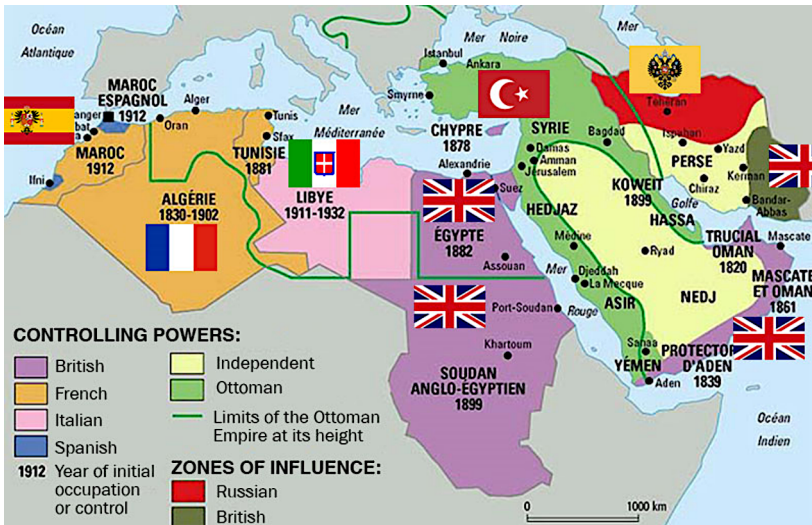 Océan
Atlantique
Mer
Mer Noire
Mer
Istanbul
Ankara
MAROC
ESPAGNOL
1912
Alger
Tunis
Smyrne
Téhéran
anger
bat
a
Oran
Mer
Méditerranée
CHYPRE
1878
SYRIE
Bagdad
Ispahan
Yazd
MAROC
1912
Sfax
TUNISIE
1881
Damas
Amman
Jérusalem
PERSE
Kerman
Alexandrie
Suez
KOWEIT
1899
Chiraz
Ifni
ALGÉRIE
1830-1902
LIBYE
1911-1932
HEDJAZ
Golfe
Bandar-
Abbas
HASSA
ÉGYPTE
1882
Médine
Ryad
TRUCIAL
OMAN
1820
Mascate
Assouan
Mer
Djeddah
La Mecque
MASCATE
ET OMAN
1861
NEDJ
Port-Soudan
Rouge
ASIR
Khartoum
Sanaa
SOUDAN
ANGLO-ÉGYPTIEN
1899
YÉMEN
PROTECTOR
D'ADEN
1839
Aden
Océan
Indien
CONTROLLING POWERS:
British
French
Italian
Spanish
1912 Year of initial
occupation
or control
Independent
Ottoman
Limits of the Ottoman
Empire at its height
ZONES OF INFLUENCE:
Russian
British
0 1000 km